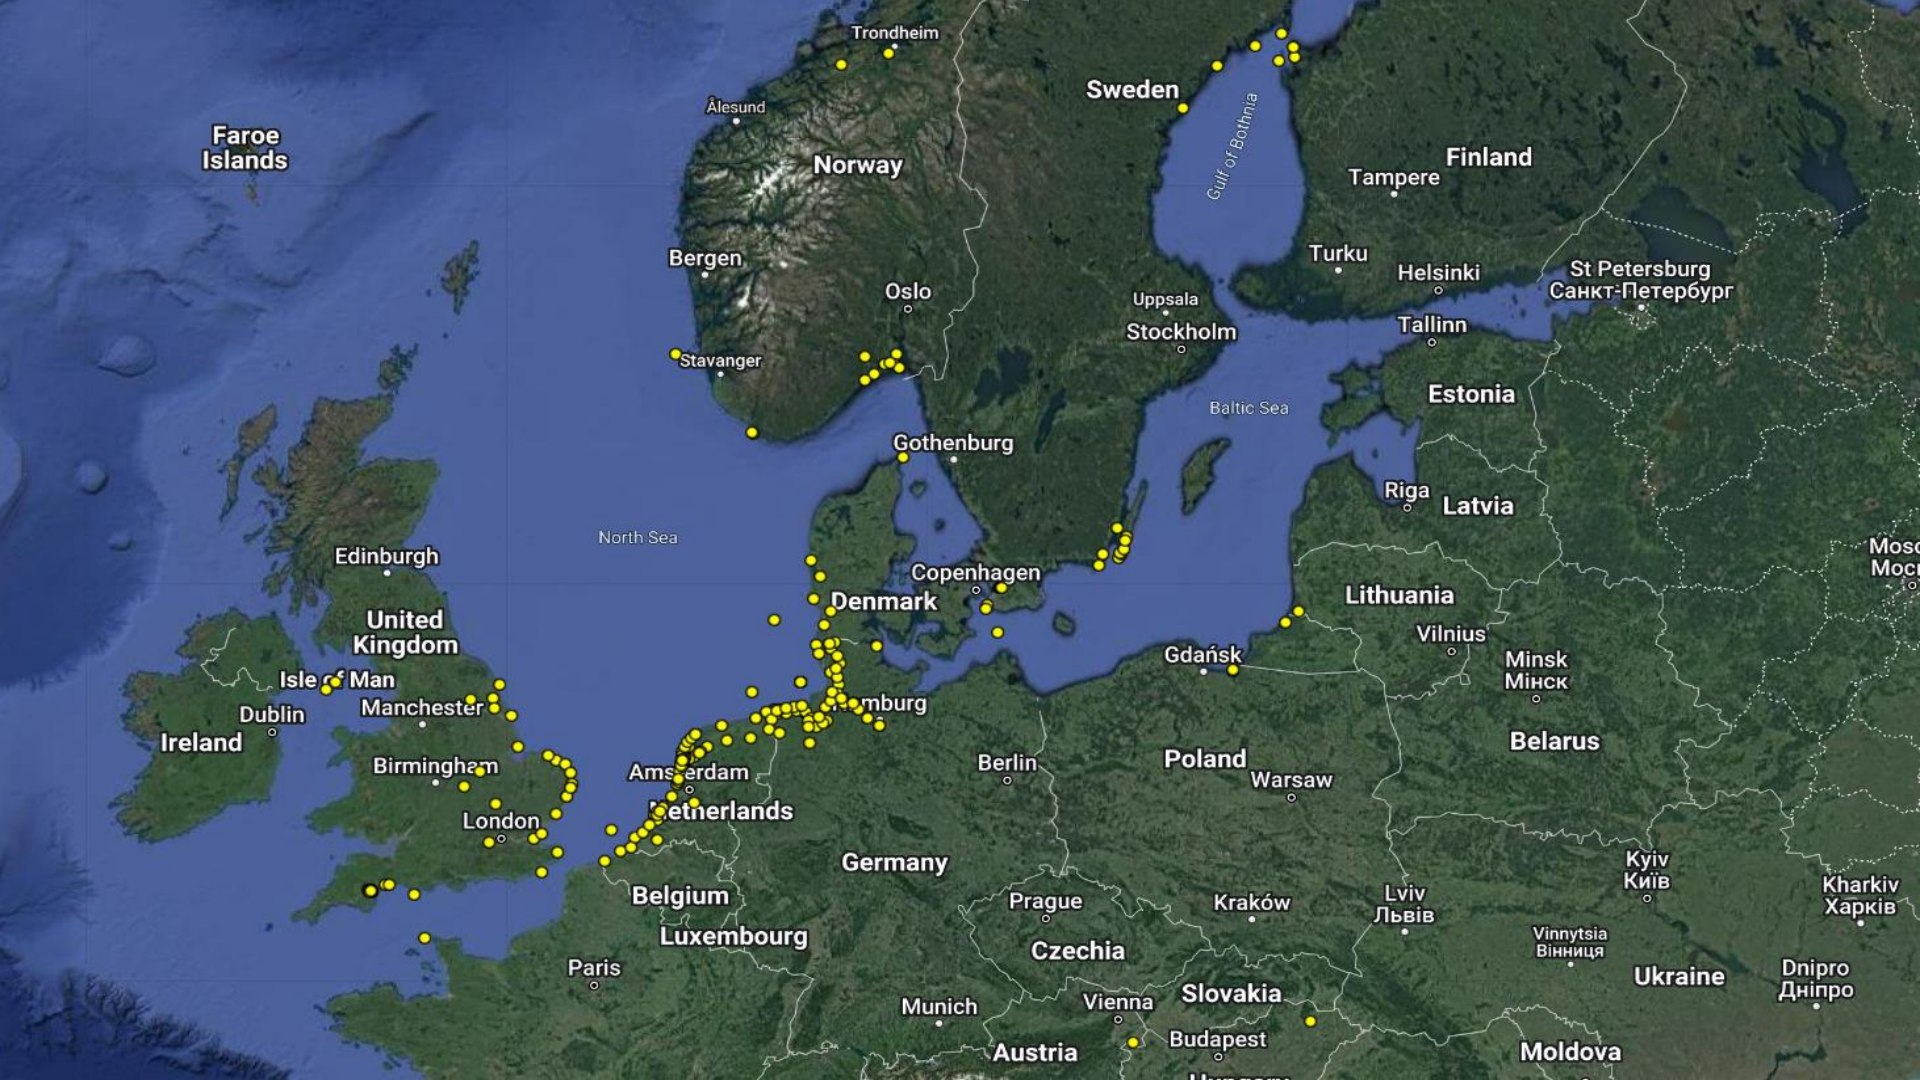 Trondheim
Ålesund
Sweden
Faroe
Islands
Norway
Gulf of Bothnia
Finland
Tampere
Bergen
Oslo
Turku
Helsinki
St Petersburg
Санкт-Петербург
Uppsala
Stockholm
Tallinn
Stavanger
Estonia
Baltic Sea
Gothenburg
Riga
Latvia
North Sea
Edinburgh
Copenhagen
Denmark
Lithuania
Vilnius
United
Kingdom
Gdańsk
Minsk
Мінск
Isle of Man
Manchester
Dublin
Ireland
Belarus
Birmingham
Amsterdam
Berlin
Poland
Warsaw
London
Netherlands
Germany
Kyiv
Київ
Belgium
Prague
Kraków
Lviv
Львів
Kharkiv
Харків
Luxembourg
Czechia
Vinnytsia
Вінниця
Paris
Ukraine
Dnipro
Дніпро
Munich
Vienna
Slovakia
Budapest
Austria
Moldova